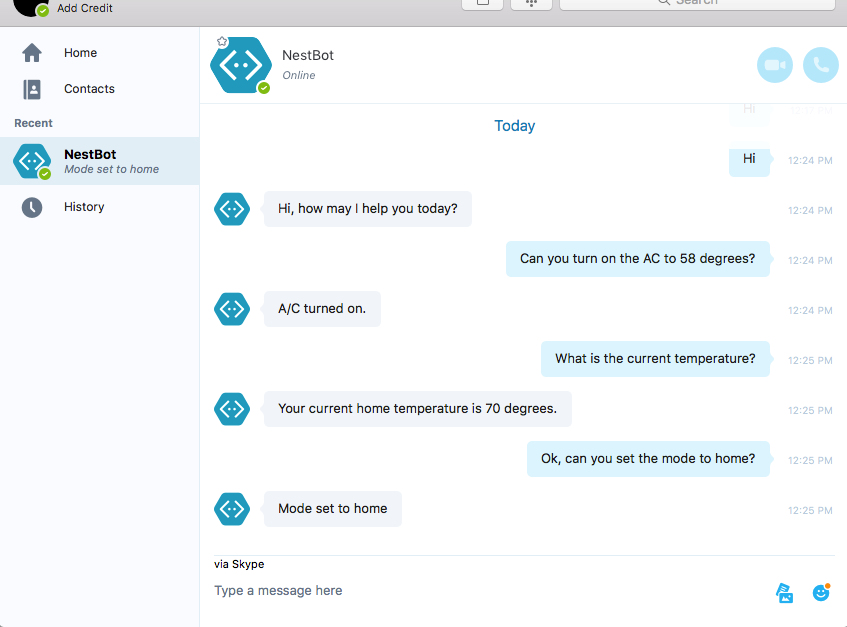 Add Credit
Search
Home
Contacts
Recent
NestBot
Mode set to home
History
NestBot
Online
Hi
Today
Hi
12:24 PM
Hi, how may I help you today?
12:24 PM
Can you turn on the AC to 58 degrees?
12:24 PM
A/C turned on.
12:24 PM
What is the current temperature?
12:25 PM
Your current home temperature is 70 degrees.
12:25 PM
Ok, can you set the mode to home?
12:25 PM
Mode set to home
12:25 PM
via Skype
Type a message here